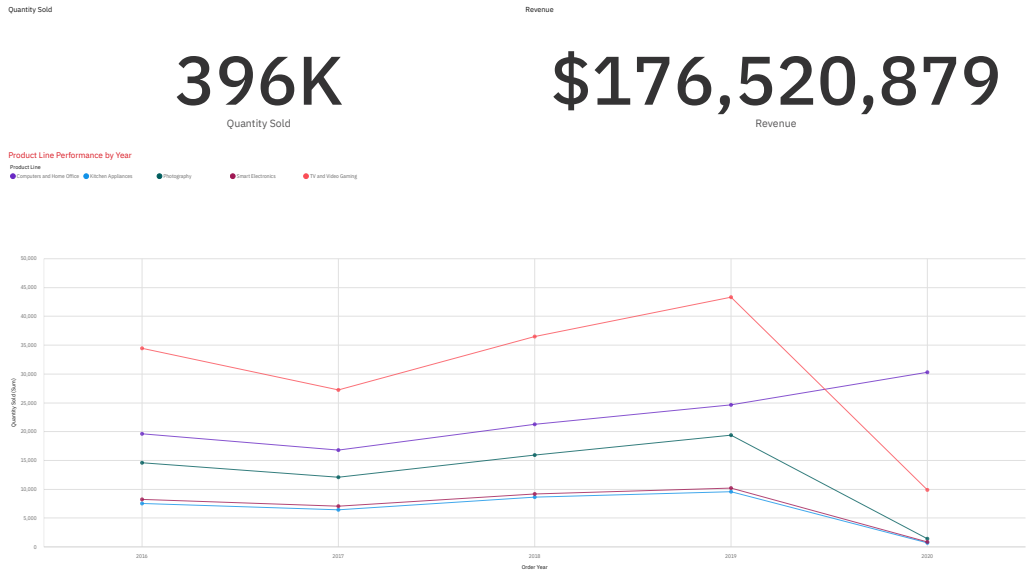 Quantity Sold
Revenue
396K
Quantity Sold
$176,520,879
Revenue
Product Line Performance by Year
Product Line
Computers and Home Office
Kitchen Appliances
Photography
Smart Electronics
TV and Video Gaming
50,000
45,000
40,000
35,000
30,000
25,000
20,000
15,000
10,000
5,000
0
Quantity Sold (Sum)
2016
2017
2018
2019
2020
Order Year